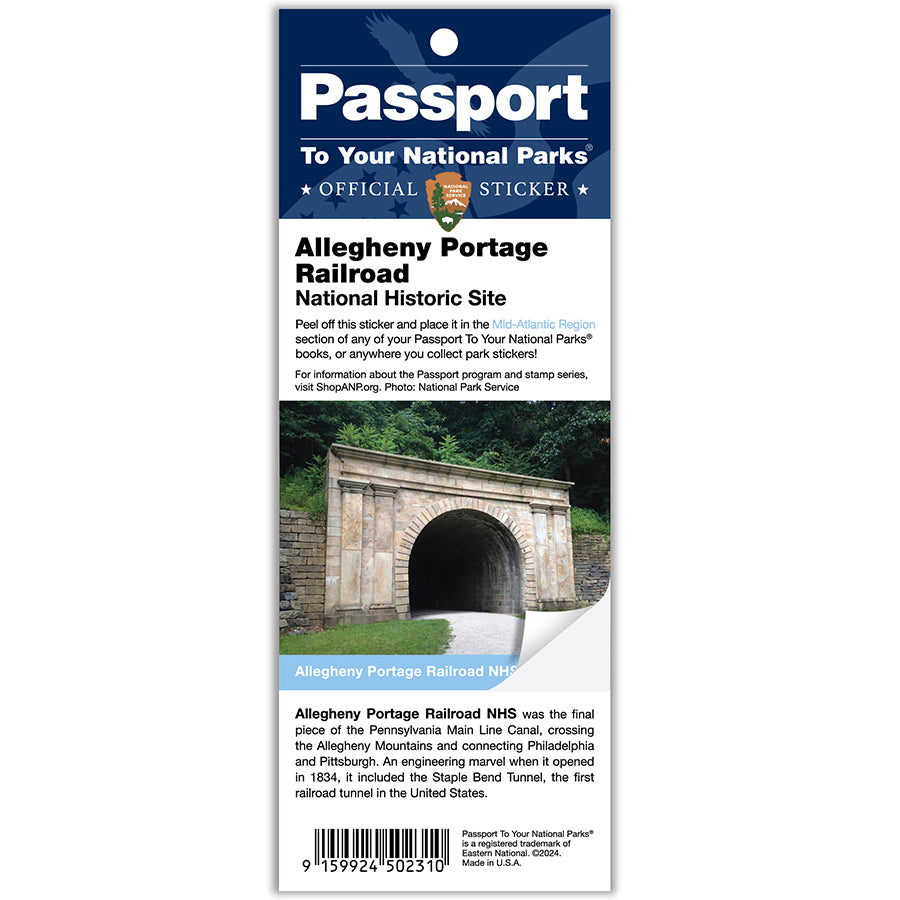 Passport
To Your National Parks®
★ OFFICIAL NATIONAL PARK SERVICE STICKER ★
Allegheny Portage
Railroad
National Historic Site
Peel off this sticker and place it in the Mid-Atlantic Region
section of any of your Passport To Your National Parks®
books, or anywhere you collect park stickers!
For information about the Passport program and stamp series,
visit ShopANP.org. Photo: National Park Service
Allegheny Portage Railroad NHS
Allegheny Portage Railroad NHS was the final
piece of the Pennsylvania Main Line Canal, crossing
the Allegheny Mountains and connecting Philadelphia
and Pittsburgh. An engineering marvel when it opened
in 1834, it included the Staple Bend Tunnel, the first
railroad tunnel in the United States.
9 159924 502310
Passport To Your National Parks®
is a registered trademark of
Eastern National. ©2024.
Made in U.S.A.